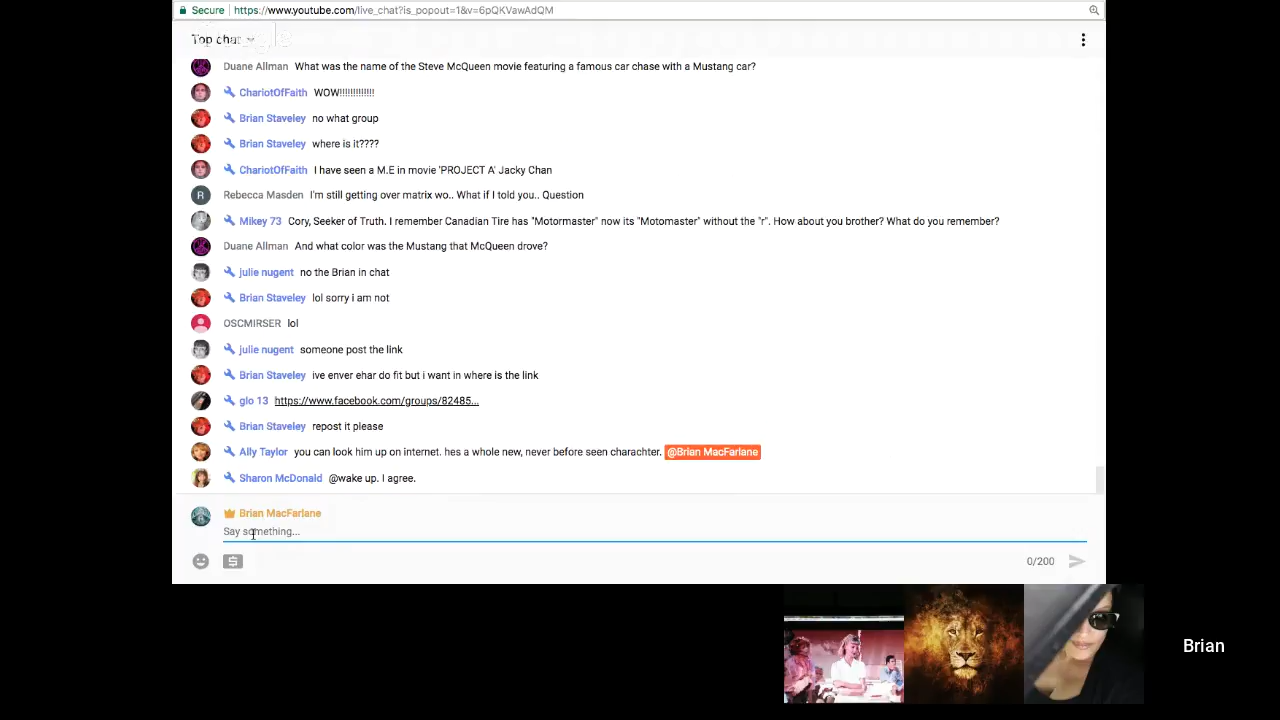 Secure https://www.youtube.com/live_chat?is_popout=1&v=6pQKVawAdQM
Top chat
Duane Allman What was the name of the Steve McQueen movie featuring a famous car chase with a Mustang car?
ChariotOfFaith WOW!!!!!!!!!!!!!
Brian Staveley no what group
Brian Staveley where is it????
ChariotOfFaith I have seen a M.E in movie 'PROJECT A' Jacky Chan
R Rebecca Masden I'm still getting over matrix wo.. What if I told you.. Question
Mikey 73 Cory, Seeker of Truth. I remember Canadian Tire has "Motormaster" now its "Motomaster" without the "r". How about you brother? What do you remember?
Duane Allman And what color was the Mustang that McQueen drove?
julie nugent no the Brian in chat
Brian Staveley lol sorry i am not
OSCMIRSER lol
julie nugent someone post the link
Brian Staveley ive enver ehar do fit but i want in where is the link
glo 13 https://www.facebook.com/groups/82485...
Brian Staveley repost it please
Ally Taylor you can look him up on internet. hes a whole new, never before seen charachter. @Brian MacFarlane
Sharon McDonald @wake up. I agree.
Brian MacFarlane
Say something...
0/200
Brian